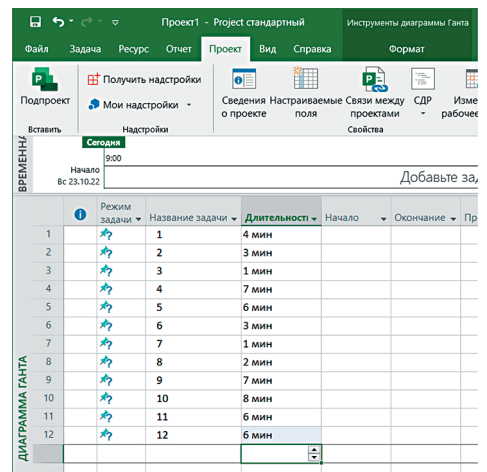 Проект1 - Project стандартный
Инструменты диаграммы Ганта
Файл Задача Ресурс Отчет Проект Вид Справка Формат
Подпроект
Получить надстройки
Мои надстройки
Сведения о проекте
Настраиваемые поля
Связи между проектами
СДР
Изме
рабочее
Вставить Надстройки Свойства
ВРЕМЕННА
Сегодня
9:00
Начало
Вс 23.10.22
Добавьте зад
Режим задачи Название задачи Длительності Начало Окончание Пр
1 1 4 мин
2 2 3 мин
3 3 1 мин
4 4 7 мин
5 5 6 мин
6 6 3 мин
7 7 1 мин
8 8 2 мин
9 9 7 мин
10 10 8 мин
11 11 6 мин
12 12 6 мин
ДИАГРАММА ГАНТА